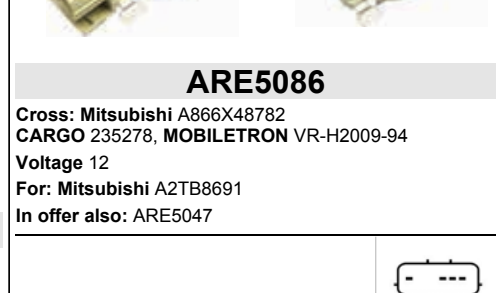 ARE5086
Cross: Mitsubishi A866X48782
CARGO 235278, MOBILETRON VR-H2009-94
Voltage 12
For: Mitsubishi A2TB8691
In offer also: ARE5047